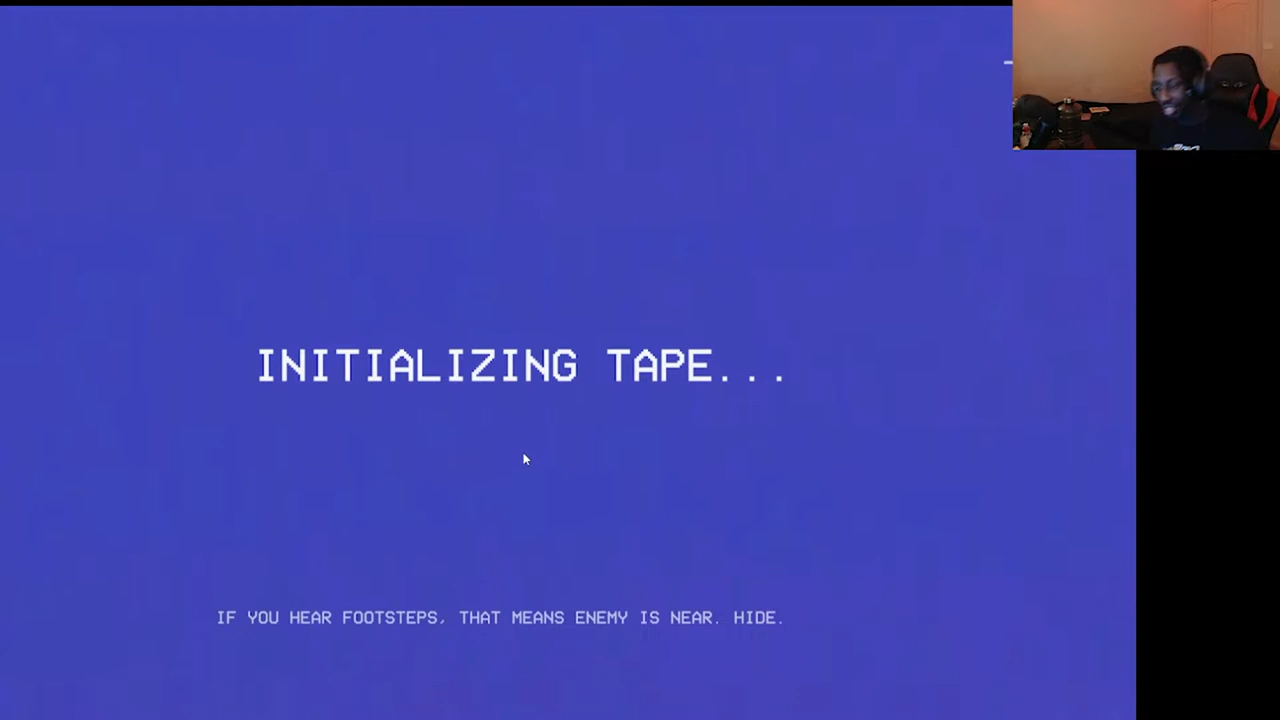 INITIALIZING TAPE...
IF YOU HEAR FOOTSTEPS, THAT MEANS ENEMY IS NEAR. HIDE.